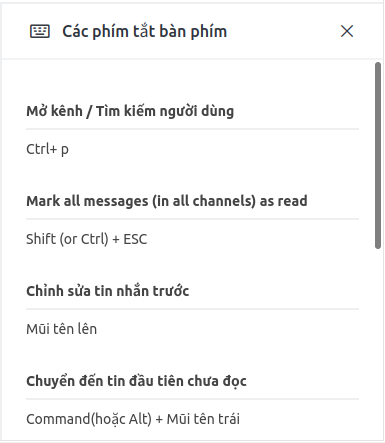 Các phím tắt bàn phím
Mở kênh / Tìm kiếm người dùng
Ctrl+ p
Mark all messages (in all channels) as read
Shift (or Ctrl) + ESC
Chỉnh sửa tin nhắn trước
Mũi tên lên
Chuyển đến tin đầu tiên chưa đọc
Command(hoặc Alt) + Mũi tên trái